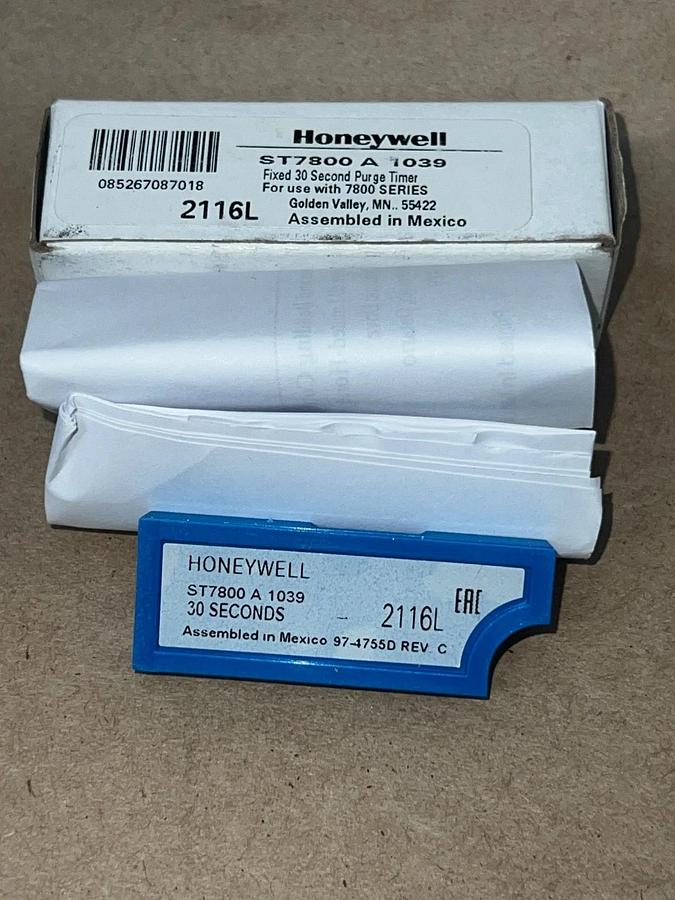 Honeywell
ST7800 A 1039
Fixed 30 Second Purge Timer
For use with 7800 SERIES
085267087018
2116L
Golden Valley, MN.. 55422
Assembled in Mexico
HONEYWELL
ST7800 A 1039
30 SECONDS
2116L
EAC
Assembled in Mexico 97-4755D REV. C